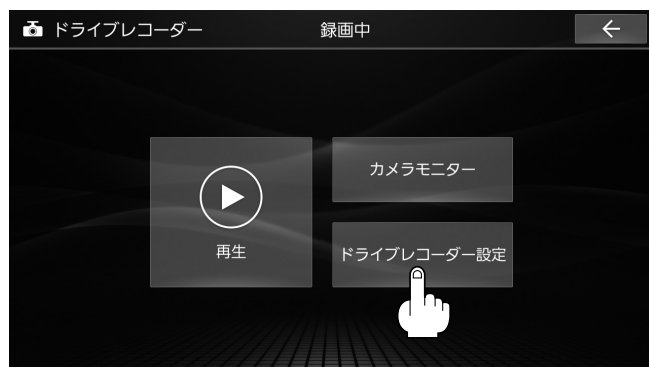 ドライブレコーダー
録画中
カメラモニター
再生
ドライブレコーダー設定